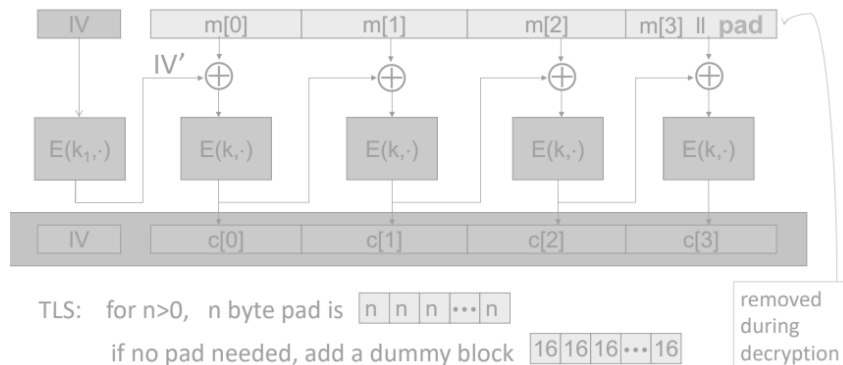 IV m[0] m[1] m[2] m[3] ll pad
IV'
E(k₁,·) E(k,·) E(k,·) E(k,·) E(k,·)
IV c[0] c[1] c[2] c[3]
TLS: for n>0, n byte pad is n n n ••• n
if no pad needed, add a dummy block 16 16 16 ••• 16
removed
during
decryption